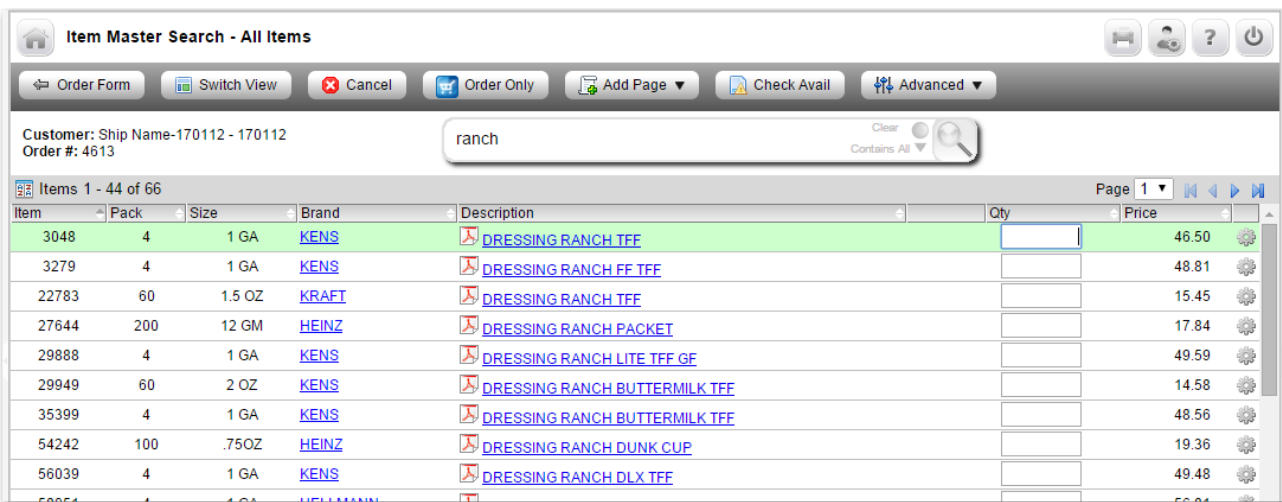 Item Master Search - All Items
?
Order Form Switch View Cancel Order Only Add Page ▼ Check Avail Advanced ▼
Customer: Ship Name-170112 - 170112
Order #: 4613
ranch
Clear
Contains All ▼
Items 1 - 44 of 66 Page 1 ▼
Item Pack Size Brand Description Qty Price
3048 4 1 GA KENS DRESSING RANCH TFF 46.50
3279 4 1 GA KENS DRESSING RANCH FF TFF 48.81
22783 60 1.5 OZ KRAFT DRESSING RANCH TFF 15.45
27644 200 12 GM HEINZ DRESSING RANCH PACKET 17.84
29888 4 1 GA KENS DRESSING RANCH LITE TFF GF 49.59
29949 60 2 OZ KENS DRESSING RANCH BUTTERMILK TFF 14.58
35399 4 1 GA KENS DRESSING RANCH BUTTERMILK TFF 48.56
54242 100 .75OZ HEINZ DRESSING RANCH DUNK CUP 19.36
56039 4 1 GA KENS DRESSING RANCH DLX TFF 49.48